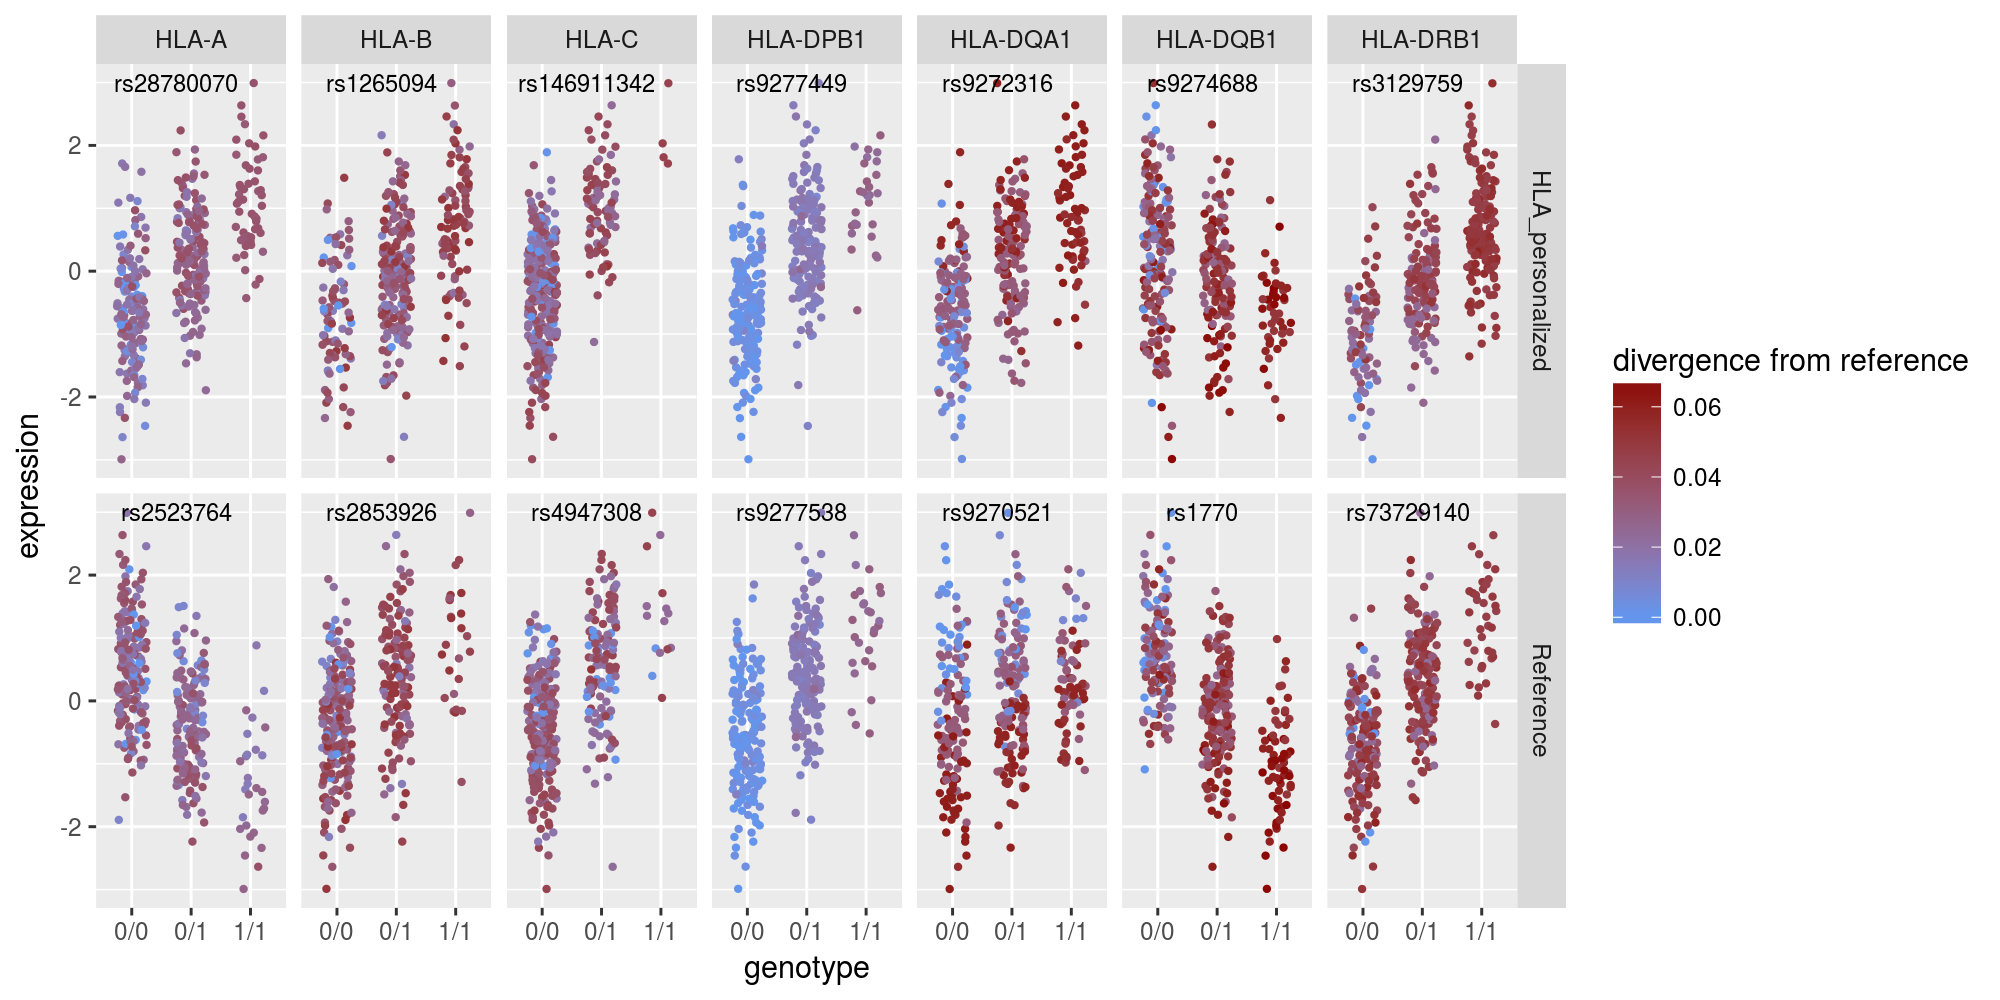 HLA-A HLA-B HLA-C HLA-DPB1 HLA-DQA1 HLA-DQB1 HLA-DRB1
rs28780070 rs1265094 rs146911342 rs9277449 rs9272316 rs9274688 rs3129759
2
0
-2
HLA_personalized
rs2523764 rs2853926 rs4947308 rs9277538 rs9270521 rs1770 rs73729140
2
0
-2
Reference
0/0 0/1 1/1 0/0 0/1 1/1 0/0 0/1 1/1 0/0 0/1 1/1 0/0 0/1 1/1 0/0 0/1 1/1 0/0 0/1 1/1
genotype
expression
divergence from reference
0.06
0.04
0.02
0.00